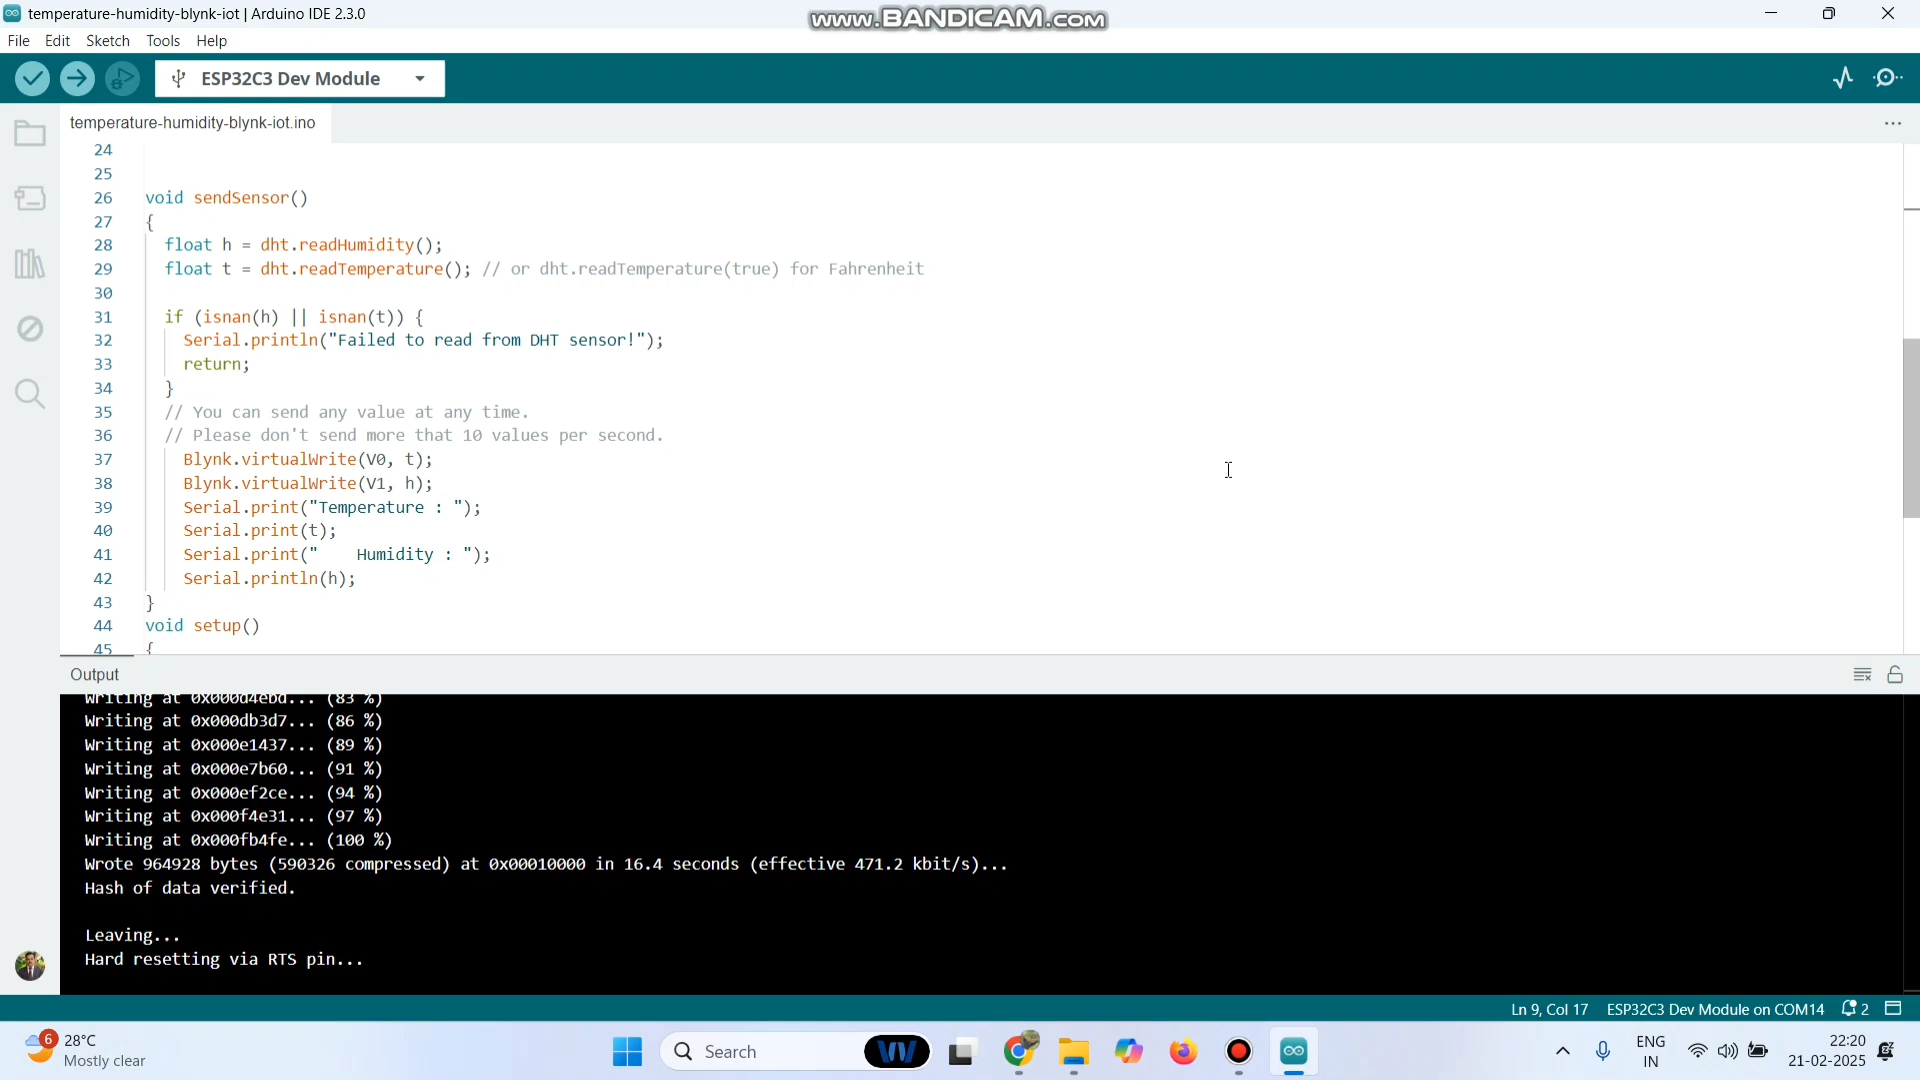 temperature-humidity-blynk-iot | Arduino IDE 2.3.0
www.BANDICAM.com
File Edit Sketch Tools Help
ESP32C3 Dev Module
temperature-humidity-blynk-iot.ino
24
25
26 void sendSensor()
27 {
28 float h = dht.readHumidity();
29 float t = dht.readTemperature(); // or dht.readTemperature(true) for Fahrenheit
30
31 if (isnan(h) || isnan(t)) {
32 Serial.println("Failed to read from DHT sensor!");
33 return;
34 }
35 // You can send any value at any time.
36 // Please don't send more that 10 values per second.
37 Blynk.virtualWrite(V0, t);
38 Blynk.virtualWrite(V1, h);
39 Serial.print("Temperature : ");
40 Serial.print(t);
41 Serial.print("    Humidity : ");
42 Serial.println(h);
43 }
44 void setup()
45 {
Output
Writing at 0x000d4ebd... (83 %)
Writing at 0x000db3d7... (86 %)
Writing at 0x000e1437... (89 %)
Writing at 0x000e7b60... (91 %)
Writing at 0x000ef2ce... (94 %)
Writing at 0x000f4e31... (97 %)
Writing at 0x000fb4fe... (100 %)
Wrote 964928 bytes (590326 compressed) at 0x00010000 in 16.4 seconds (effective 471.2 kbit/s)...
Hash of data verified.
Leaving...
Hard resetting via RTS pin...
Ln 9, Col 17 ESP32C3 Dev Module on COM14 2
6
28°C
Mostly clear
Search
ENG
IN
22:20
21-02-2025